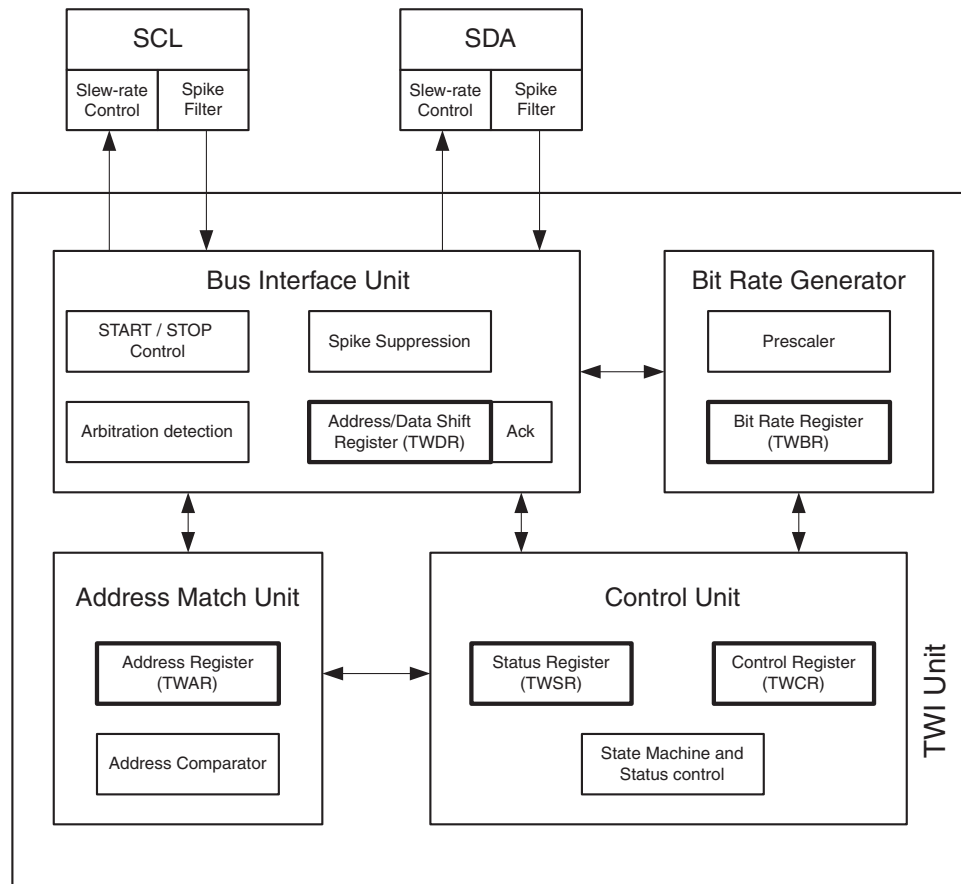 SCL
Slew-rate
Control
Spike
Filter
SDA
Slew-rate
Control
Spike
Filter
Bus Interface Unit
START / STOP
Control
Spike Suppression
Arbitration detection
Address/Data Shift
Register (TWDR)
Ack
Bit Rate Generator
Prescaler
Bit Rate Register
(TWBR)
Address Match Unit
Address Register
(TWAR)
Address Comparator
Control Unit
Status Register
(TWSR)
Control Register
(TWCR)
State Machine and
Status control
TWI Unit